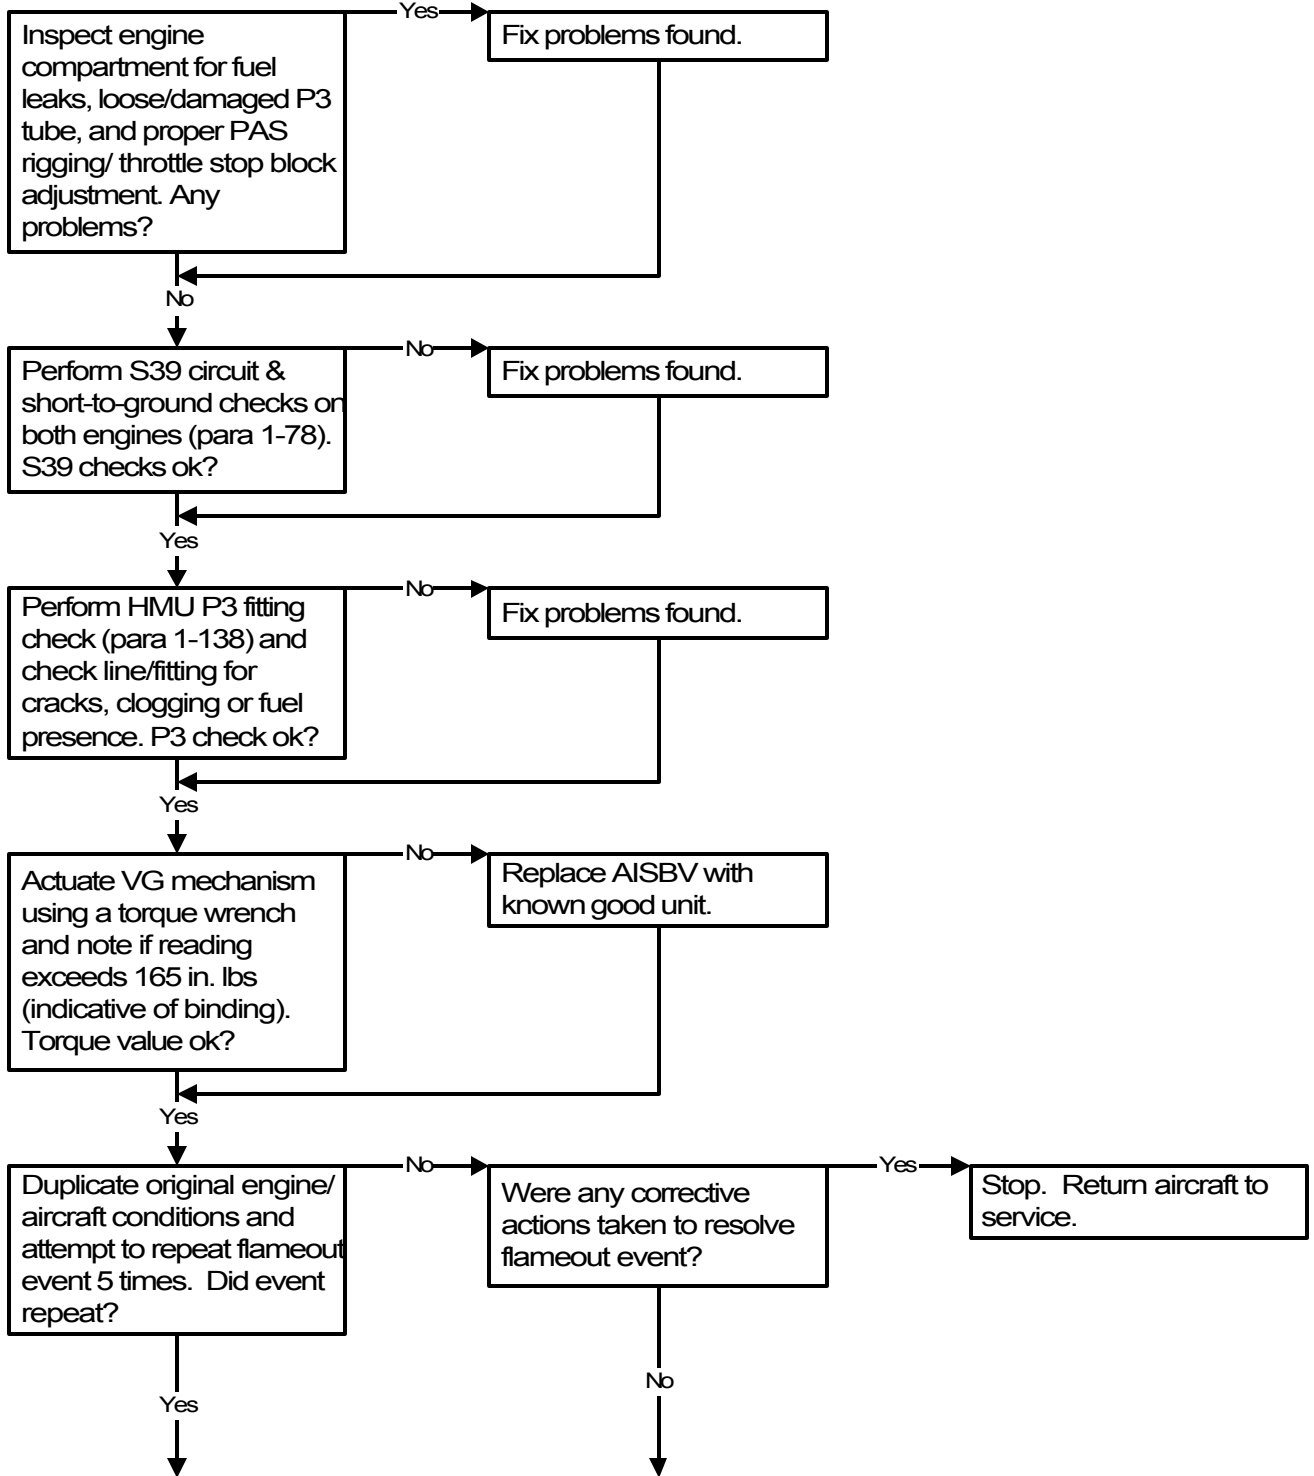 Yes
Inspect engine
compartment for fuel
leaks, loose/damaged P3
tube, and proper PAS
rigging/ throttle stop block
adjustment. Any
problems?
Fix problems found.
No
No
Perform S39 circuit &
short-to-ground checks on
both engines (para 1-78).
S39 checks ok?
Fix problems found.
Yes
No
Perform HMU P3 fitting
check (para 1-138) and
check line/fitting for
cracks, clogging or fuel
presence. P3 check ok?
Fix problems found.
Yes
No
Actuate VG mechanism
using a torque wrench
and note if reading
exceeds 165 in. lbs
(indicative of binding).
Torque value ok?
Replace AISBV with
known good unit.
Yes
No
Yes
Duplicate original engine/
aircraft conditions and
attempt to repeat flameout
event 5 times. Did event
repeat?
Were any corrective
actions taken to resolve
flameout event?
Stop. Return aircraft to
service.
No
Yes